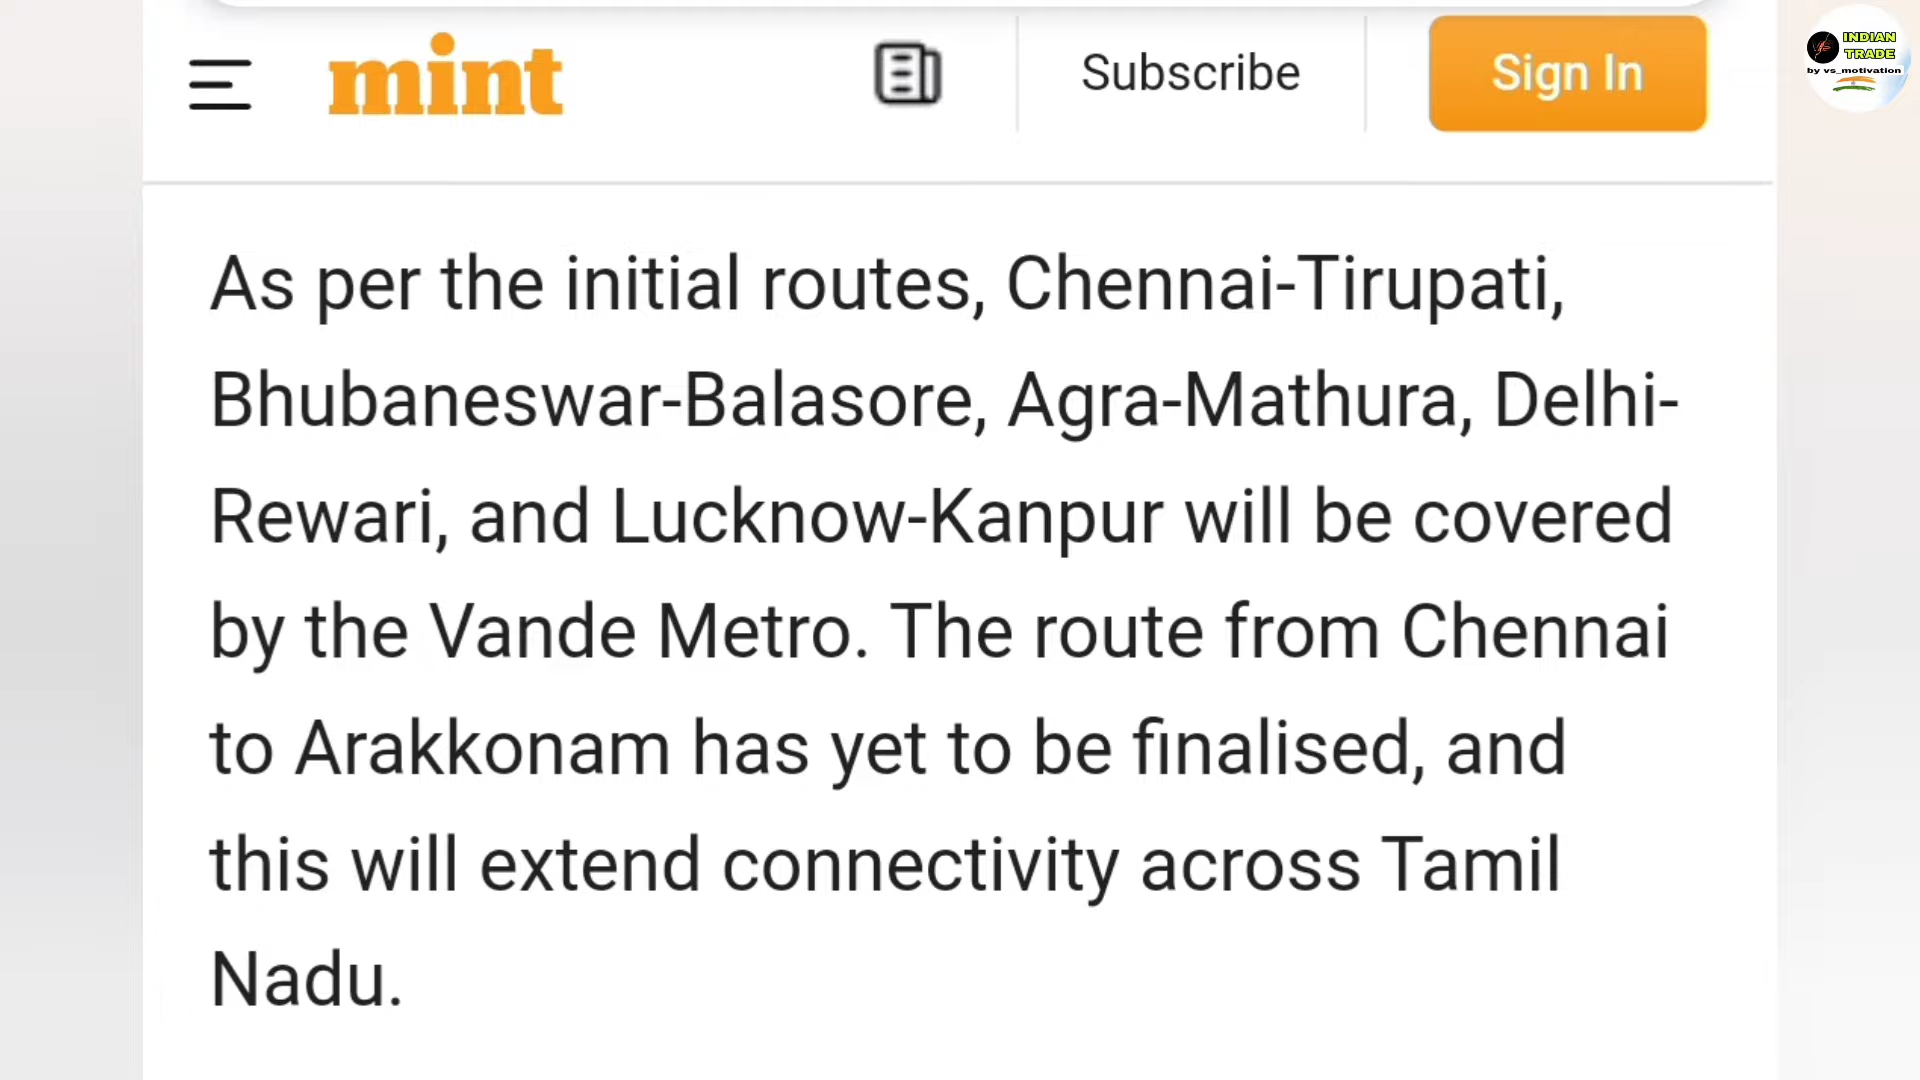 mint
Subscribe
Sign In
INDIAN
TRADE
by vs_motivation
As per the initial routes, Chennai-Tirupati,
Bhubaneswar-Balasore, Agra-Mathura, Delhi-
Rewari, and Lucknow-Kanpur will be covered
by the Vande Metro. The route from Chennai
to Arakkonam has yet to be finalised, and
this will extend connectivity across Tamil
Nadu.